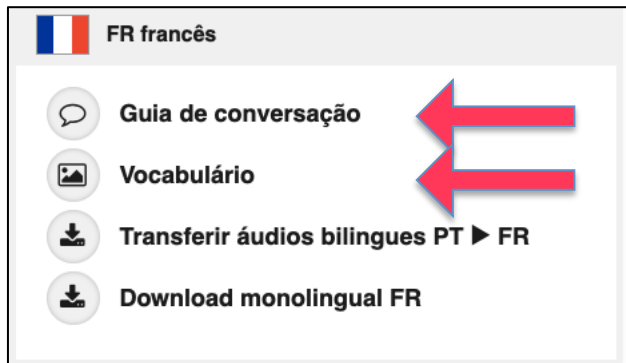 FR francês
Guia de conversação
Vocabulário
Transferir áudios bilingues PT ▶ FR
Download monolingual FR